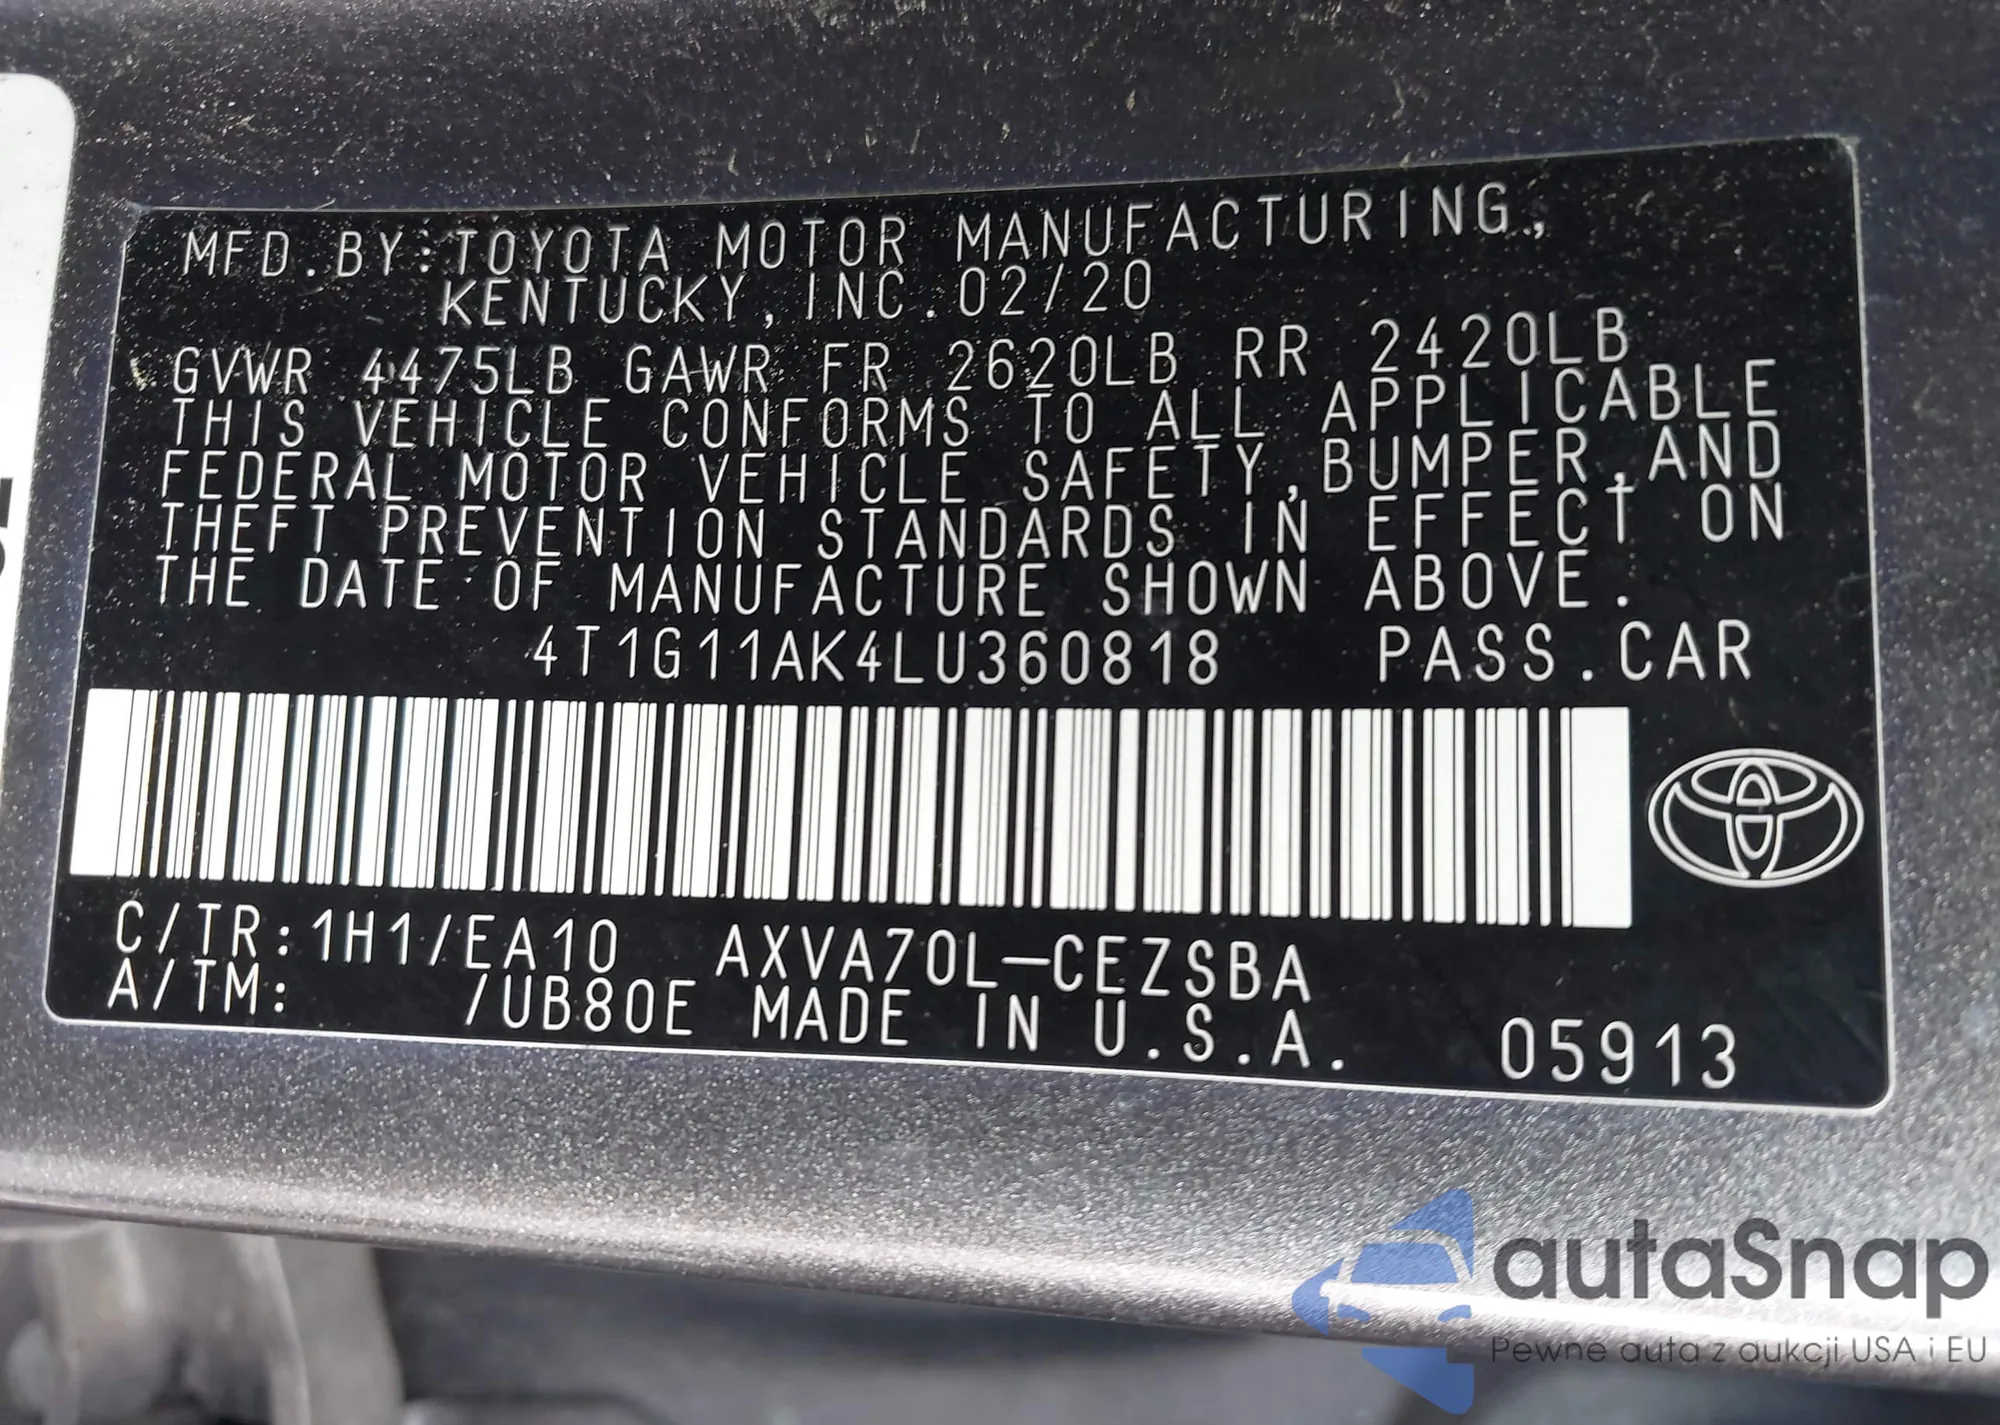 MFD.BY:TOYOTA MOTOR MANUFACTURING,
KENTUCKY,INC.02/20
GVWR 4475LB GAWR FR 2620LB RR 2420LB
THIS VEHICLE CONFORMS TO ALL APPLICABLE
FEDERAL MOTOR VEHICLE SAFETY,BUMPER,AND
THEFT PREVENTION STANDARDS IN EFFECT ON
THE DATE OF MANUFACTURE SHOWN ABOVE.
4T1G11AK4LU360818 PASS.CAR
C/TR:1H1/EA10 AXVA70L-CEZSBA
A/TM: /UB80E MADE IN U.S.A. 05913
autaSnap
Pewne auta z aukcji USA i EU